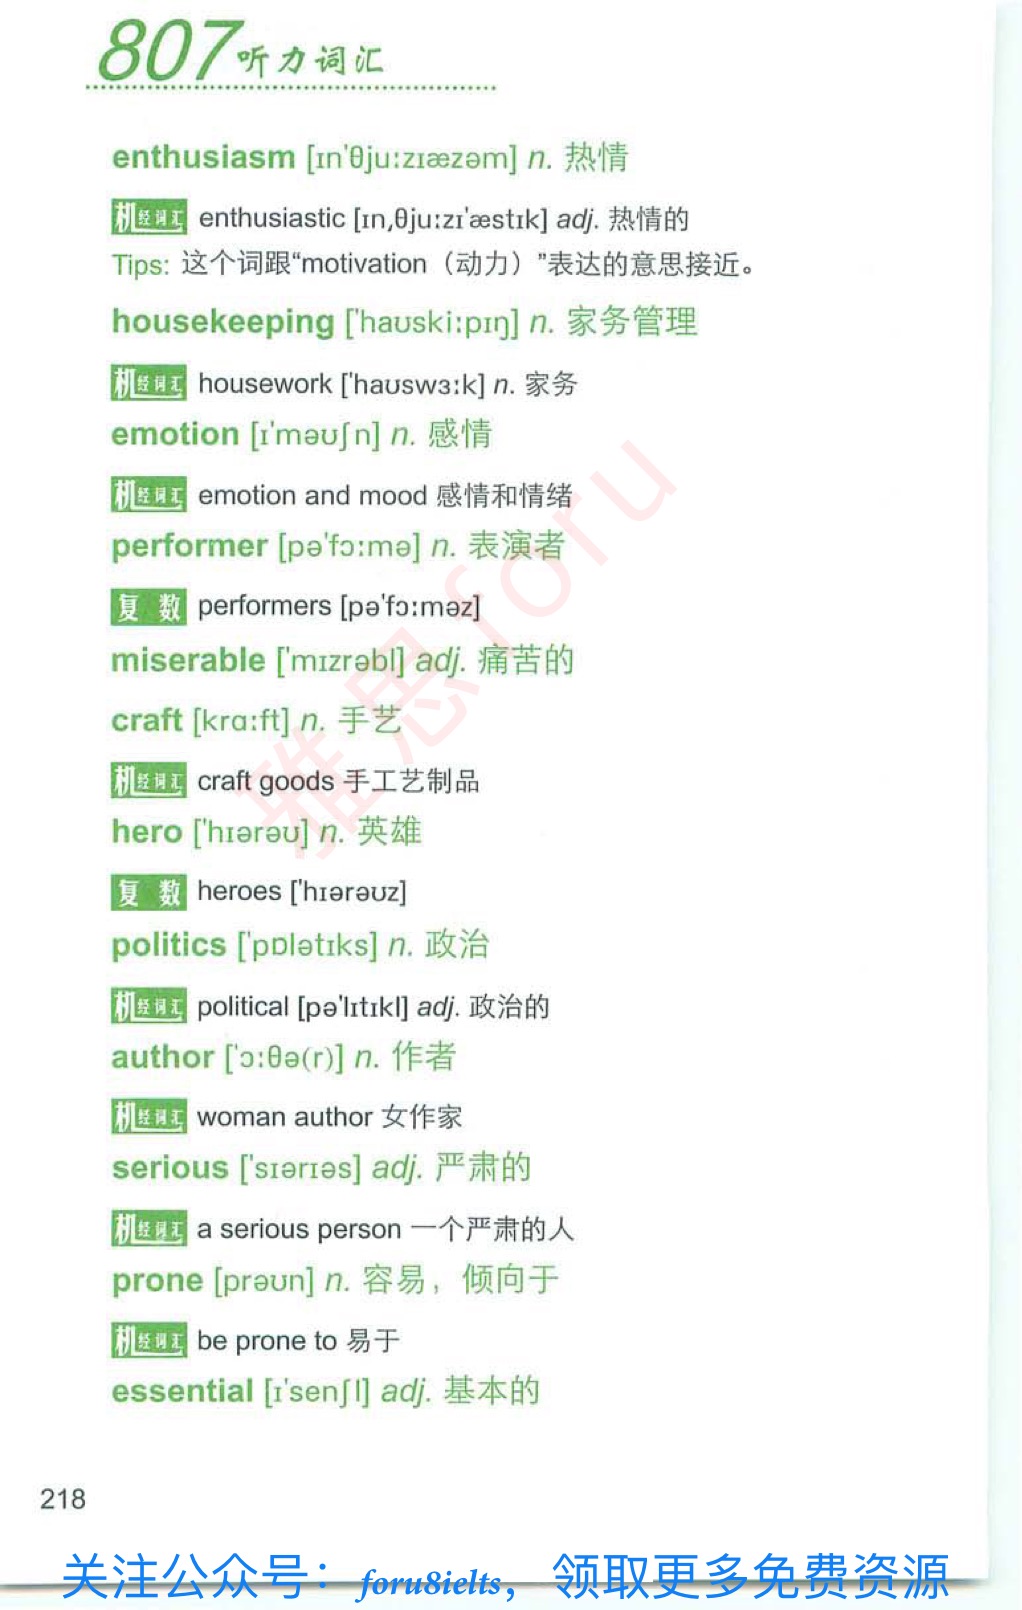 807听力词汇
enthusiasm [ɪn'θjuːzɪæzəm] n. 热情
机经词汇 enthusiastic [ɪn,θjuːzɪ'æstɪk] adj. 热情的
Tips: 这个词跟“motivation（动力）”表达的意思接近。
housekeeping ['haʊskiːpɪŋ] n. 家务管理
机经词汇 housework ['haʊswɜːk] n. 家务
emotion [ɪ'məʊʃn] n. 感情
机经词汇 emotion and mood 感情和情绪
performer [pə'fɔːmə] n. 表演者
复数 performers [pə'fɔːməz]
miserable ['mɪzrəbl] adj. 痛苦的
craft [krɑːft] n. 手艺
机经词汇 craft goods 手工艺制品
hero ['hɪərəʊ] n. 英雄
复数 heroes ['hɪərəʊz]
politics ['pɒlətɪks] n. 政治
机经词汇 political [pə'lɪtɪkl] adj. 政治的
author ['ɔːθə(r)] n. 作者
机经词汇 woman author 女作家
serious ['sɪərɪəs] adj. 严肃的
机经词汇 a serious person 一个严肃的人
prone [prəʊn] n. 容易，倾向于
机经词汇 be prone to 易于
essential [ɪ'senʃl] adj. 基本的
雅思foru
218
关注公众号：foru8ielts，领取更多免费资源